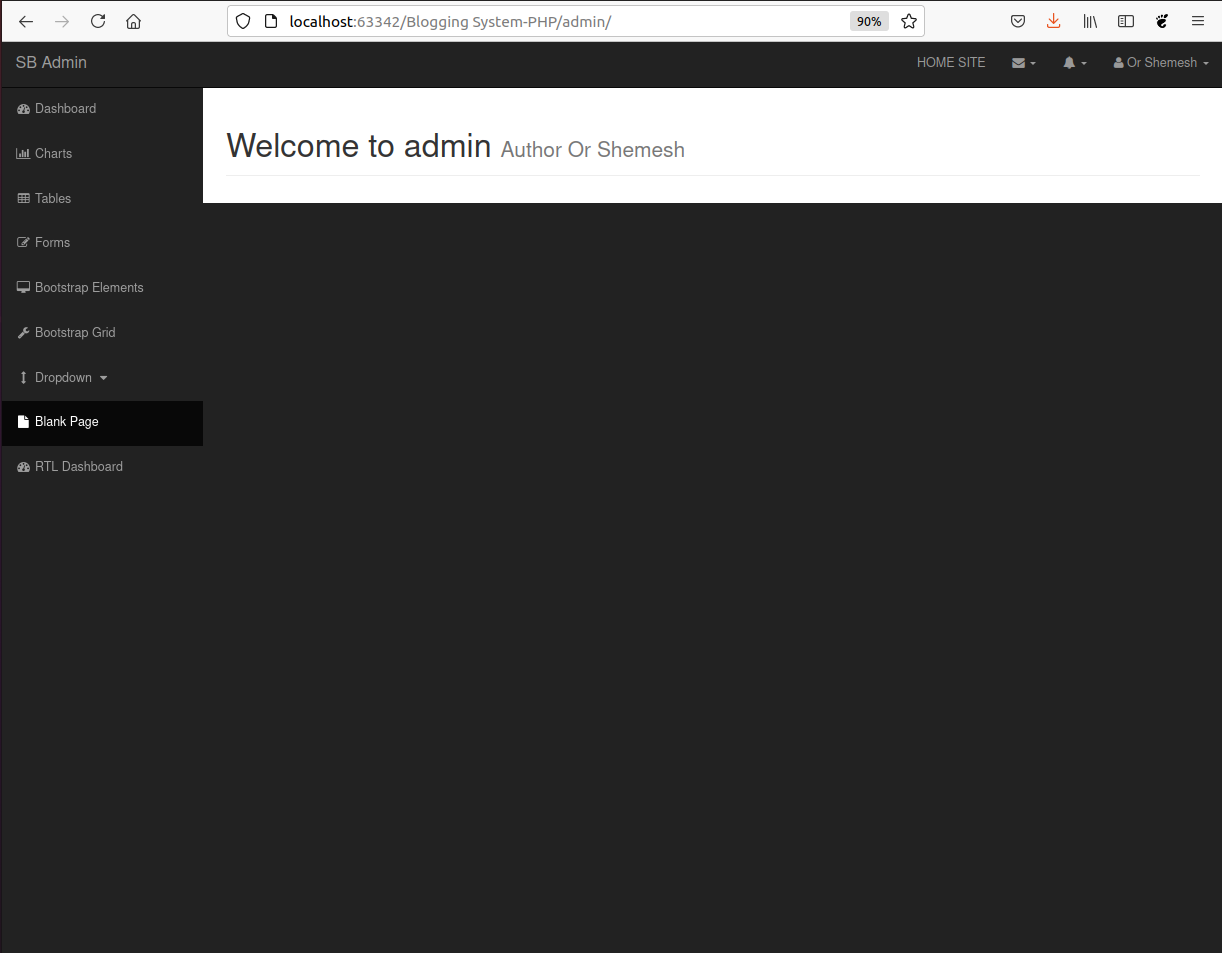 localhost:63342/Blogging System-PHP/admin/ 90%
SB Admin HOME SITE Or Shemesh
Dashboard
Charts
Tables
Forms
Bootstrap Elements
Bootstrap Grid
Dropdown
Blank Page
RTL Dashboard
Welcome to admin Author Or Shemesh